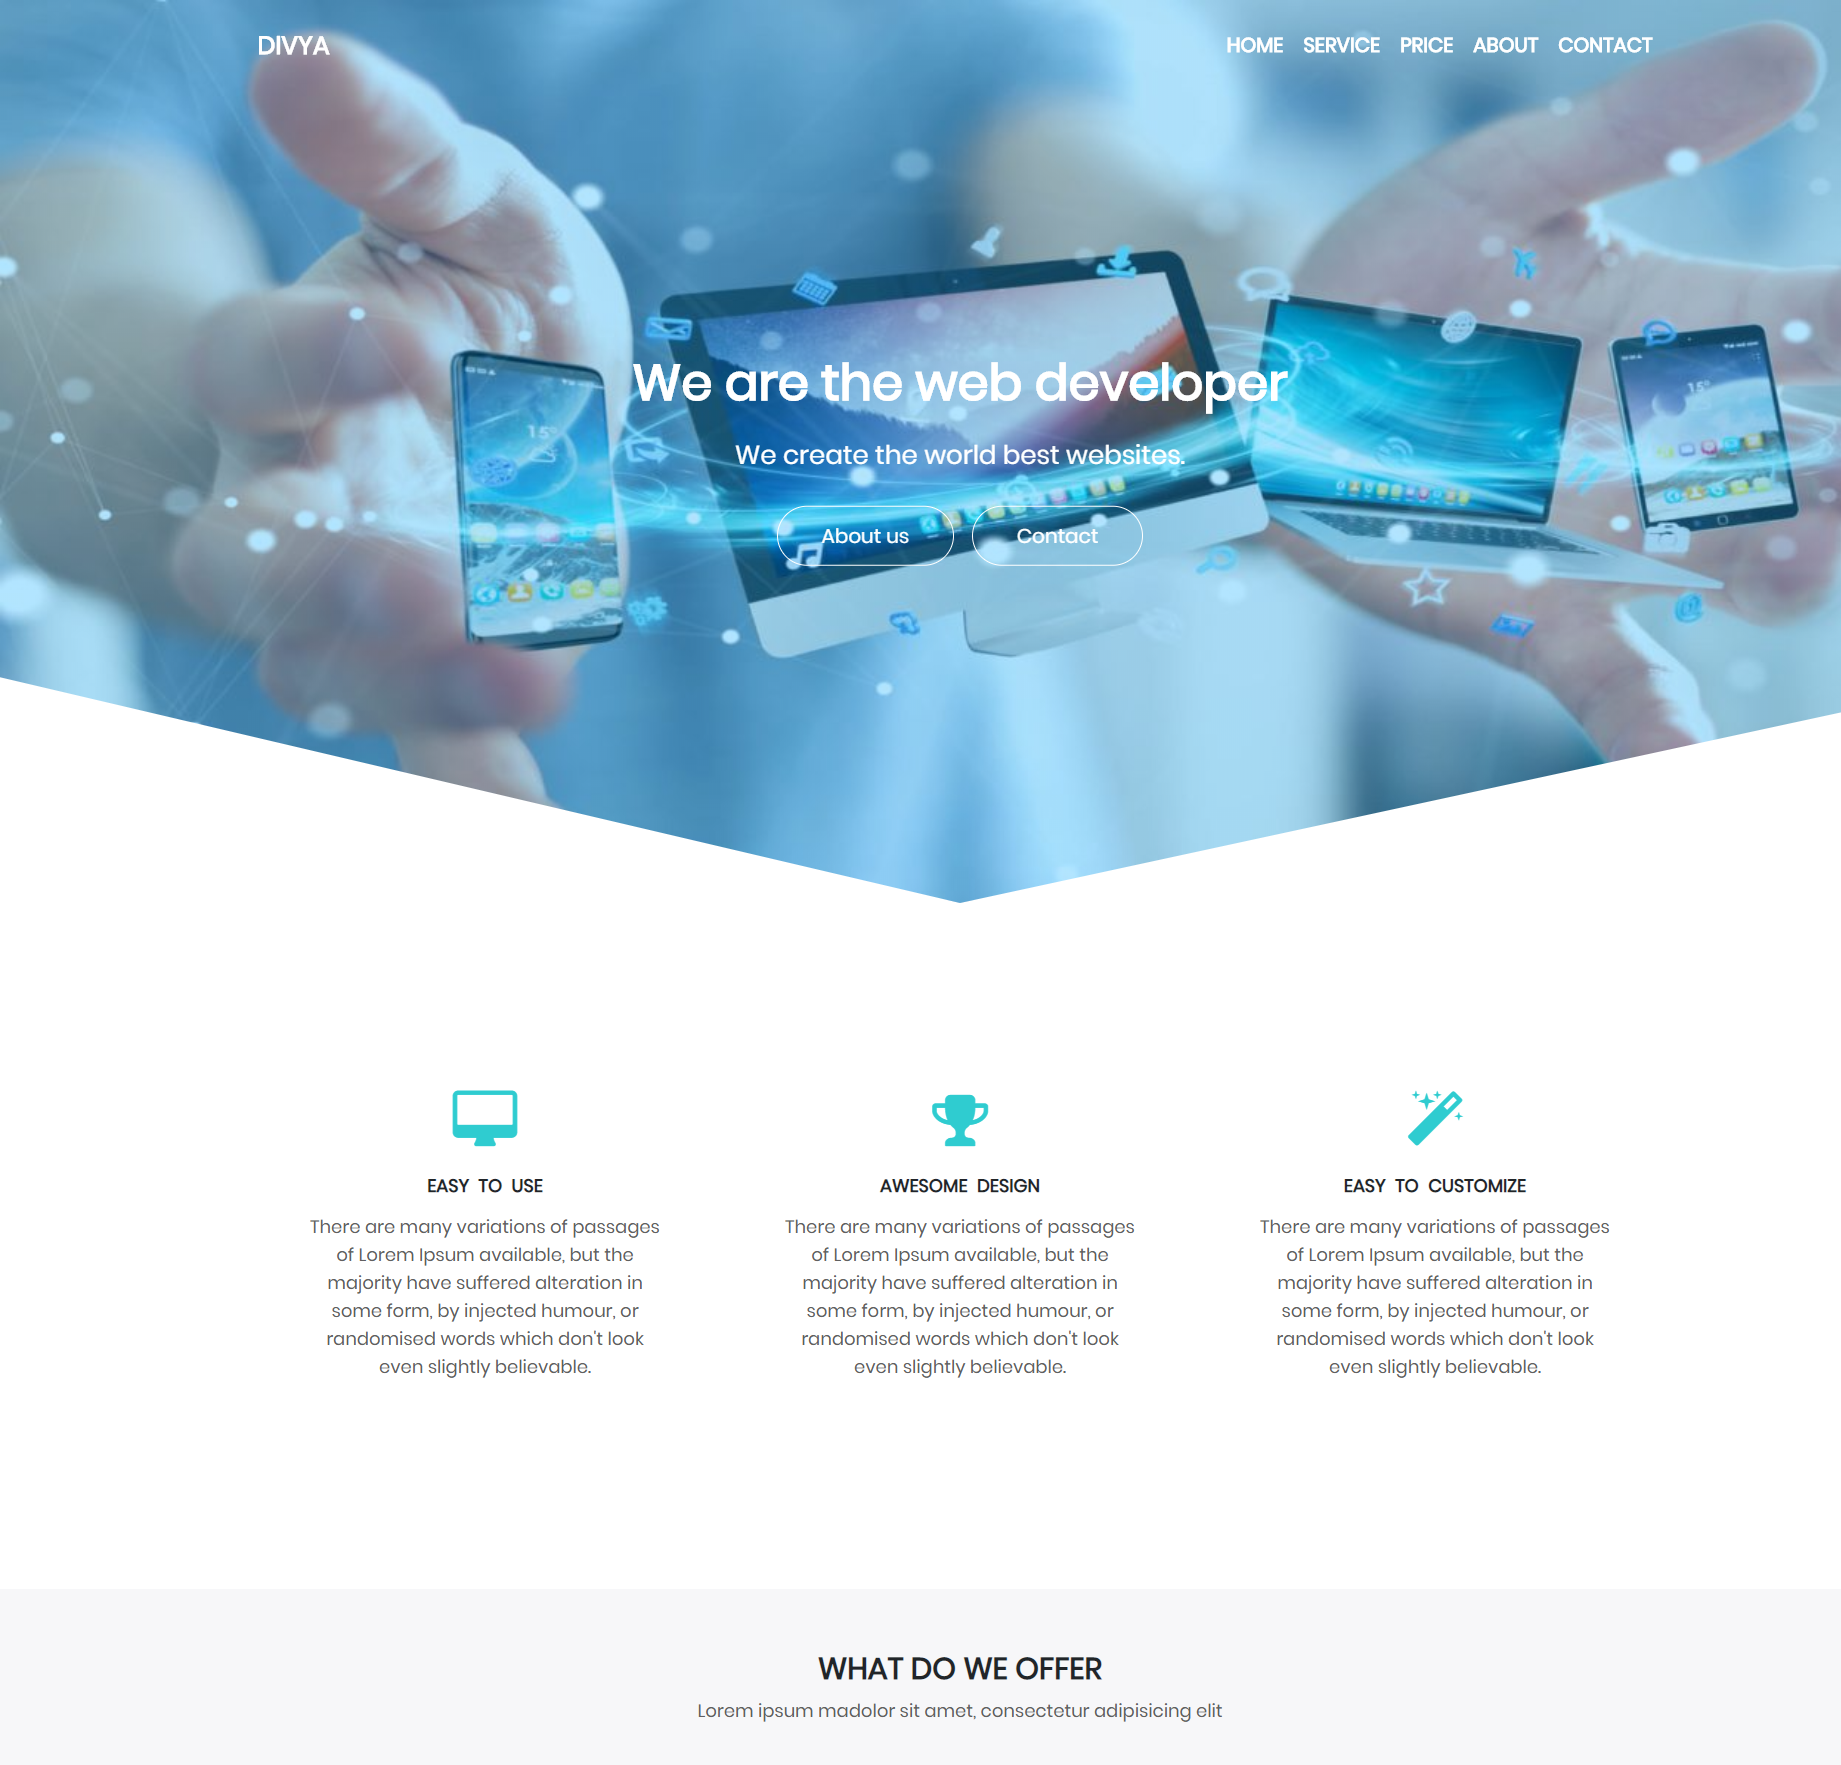 DIVYA
HOME SERVICE PRICE ABOUT CONTACT
We are the web developer
We create the world best websites.
About us Contact
15°
15°
EASY TO USE
There are many variations of passages
of Lorem Ipsum available, but the
majority have suffered alteration in
some form, by injected humour, or
randomised words which don't look
even slightly believable.
AWESOME DESIGN
There are many variations of passages
of Lorem Ipsum available, but the
majority have suffered alteration in
some form, by injected humour, or
randomised words which don't look
even slightly believable.
EASY TO CUSTOMIZE
There are many variations of passages
of Lorem Ipsum available, but the
majority have suffered alteration in
some form, by injected humour, or
randomised words which don't look
even slightly believable.
WHAT DO WE OFFER
Lorem ipsum madolor sit amet, consectetur adipisicing elit